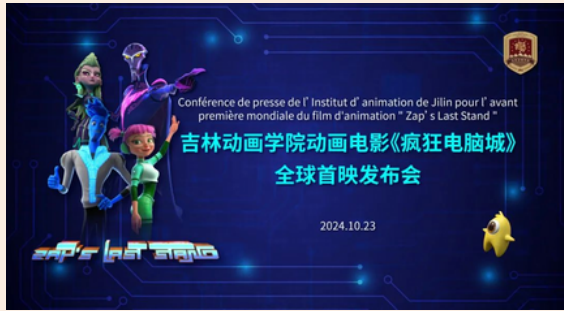 Conférence de presse de l' Institut d' animation de Jilin pour l' avant
première mondiale du film d'animation " Zap' s Last Stand "
吉林动画学院动画电影《疯狂电脑城》
全球首映发布会
2024.10.23
ZAP'S LAST STAND